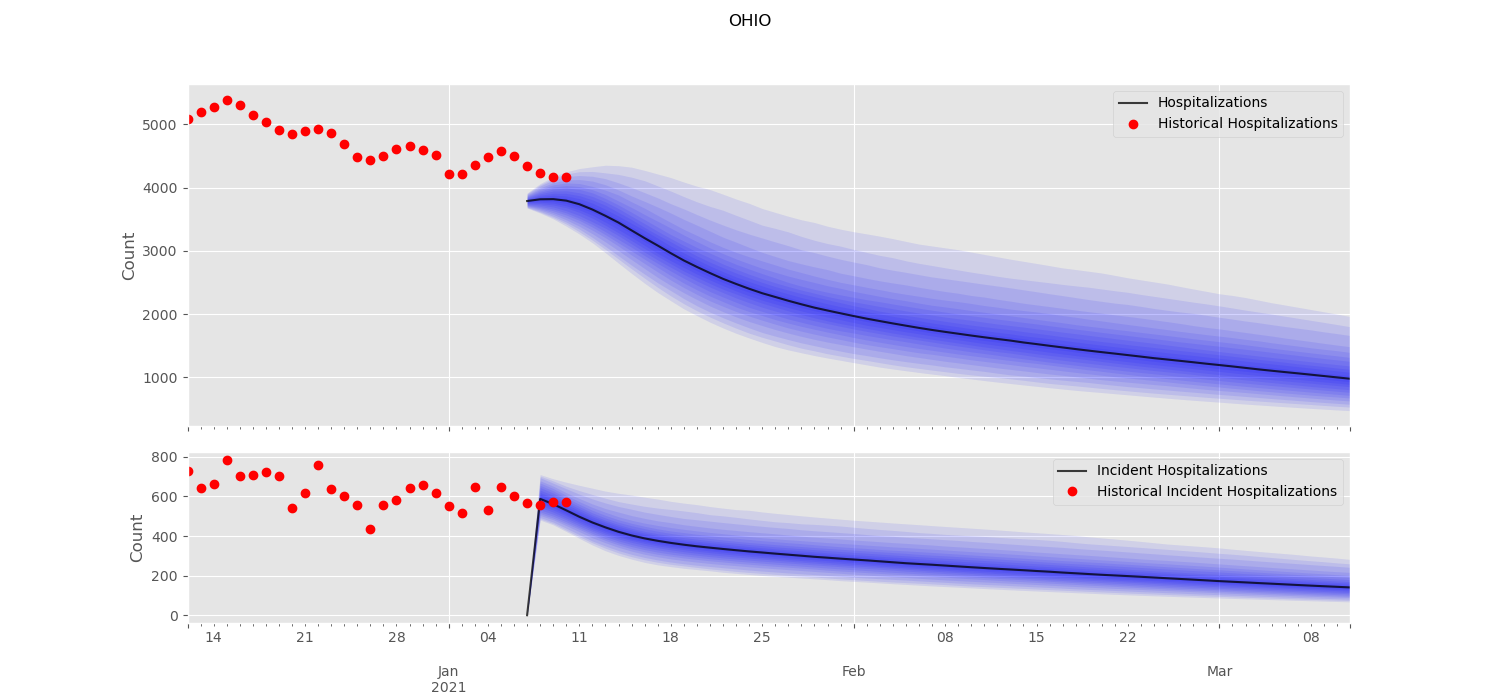 OHIO
Hospitalizations
Historical Hospitalizations
5000
4000
3000
2000
1000
Count
Incident Hospitalizations
Historical Incident Hospitalizations
800
600
400
200
0
Count
14 21 28 04 11 18 25 08 15 22 08
Jan Feb Mar
2021